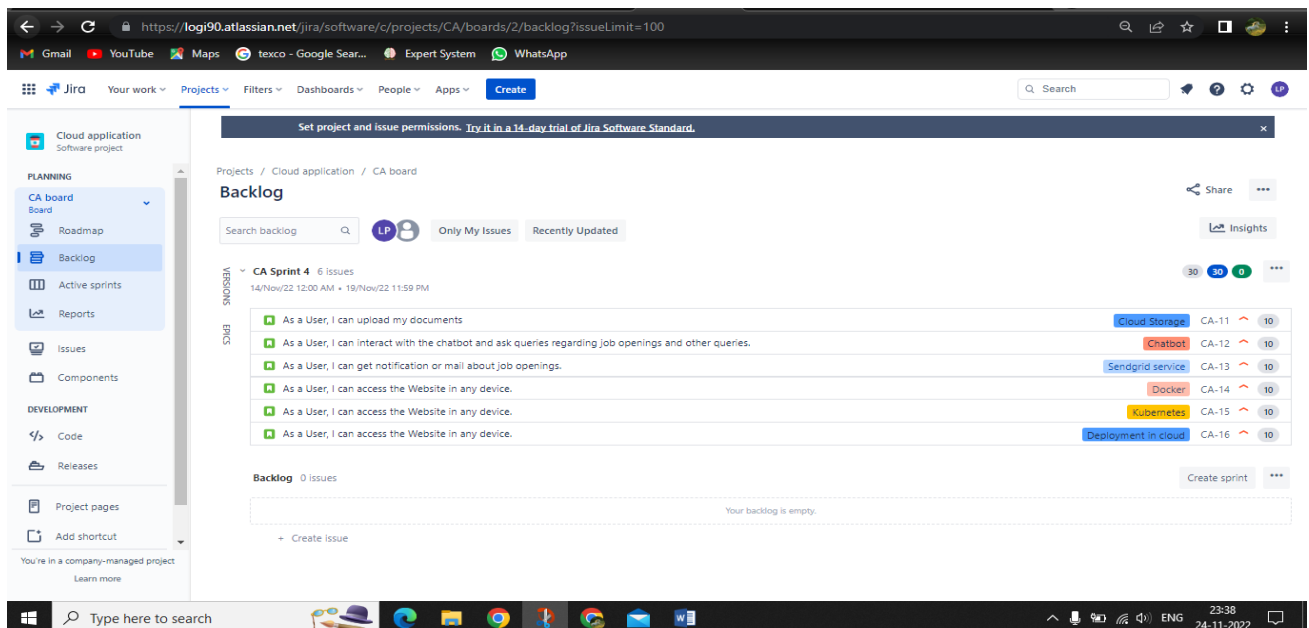 https://logi90.atlassian.net/jira/software/c/projects/CA/boards/2/backlog?issueLimit=100
Gmail YouTube Maps texco - Google Sear... Expert System WhatsApp
Jira Your work Projects Filters Dashboards People Apps Create Search LP
Set project and issue permissions. Try it in a 14-day trial of Jira Software Standard.
Cloud application
Software project
PLANNING
CA board
Board
Roadmap
Backlog
Active sprints
Reports
Issues
Components
DEVELOPMENT
Code
Releases
Project pages
Add shortcut
You're in a company-managed project
Learn more
Projects / Cloud application / CA board
Backlog
Share
Search backlog LP Only My Issues Recently Updated Insights
VERSIONS
EPICS
CA Sprint 4 6 issues 30 30 0
14/Nov/22 12:00 AM • 19/Nov/22 11:59 PM
As a User, I can upload my documents Cloud Storage CA-11 10
As a User, I can interact with the chatbot and ask queries regarding job openings and other queries. Chatbot CA-12 10
As a User, I can get notification or mail about job openings. Sendgrid service CA-13 10
As a User, I can access the Website in any device. Docker CA-14 10
As a User, I can access the Website in any device. Kubernetes CA-15 10
As a User, I can access the Website in any device. Deployment in cloud CA-16 10
Backlog 0 issues Create sprint
Your backlog is empty.
+ Create issue
Type here to search ENG 23:38
24-11-2022